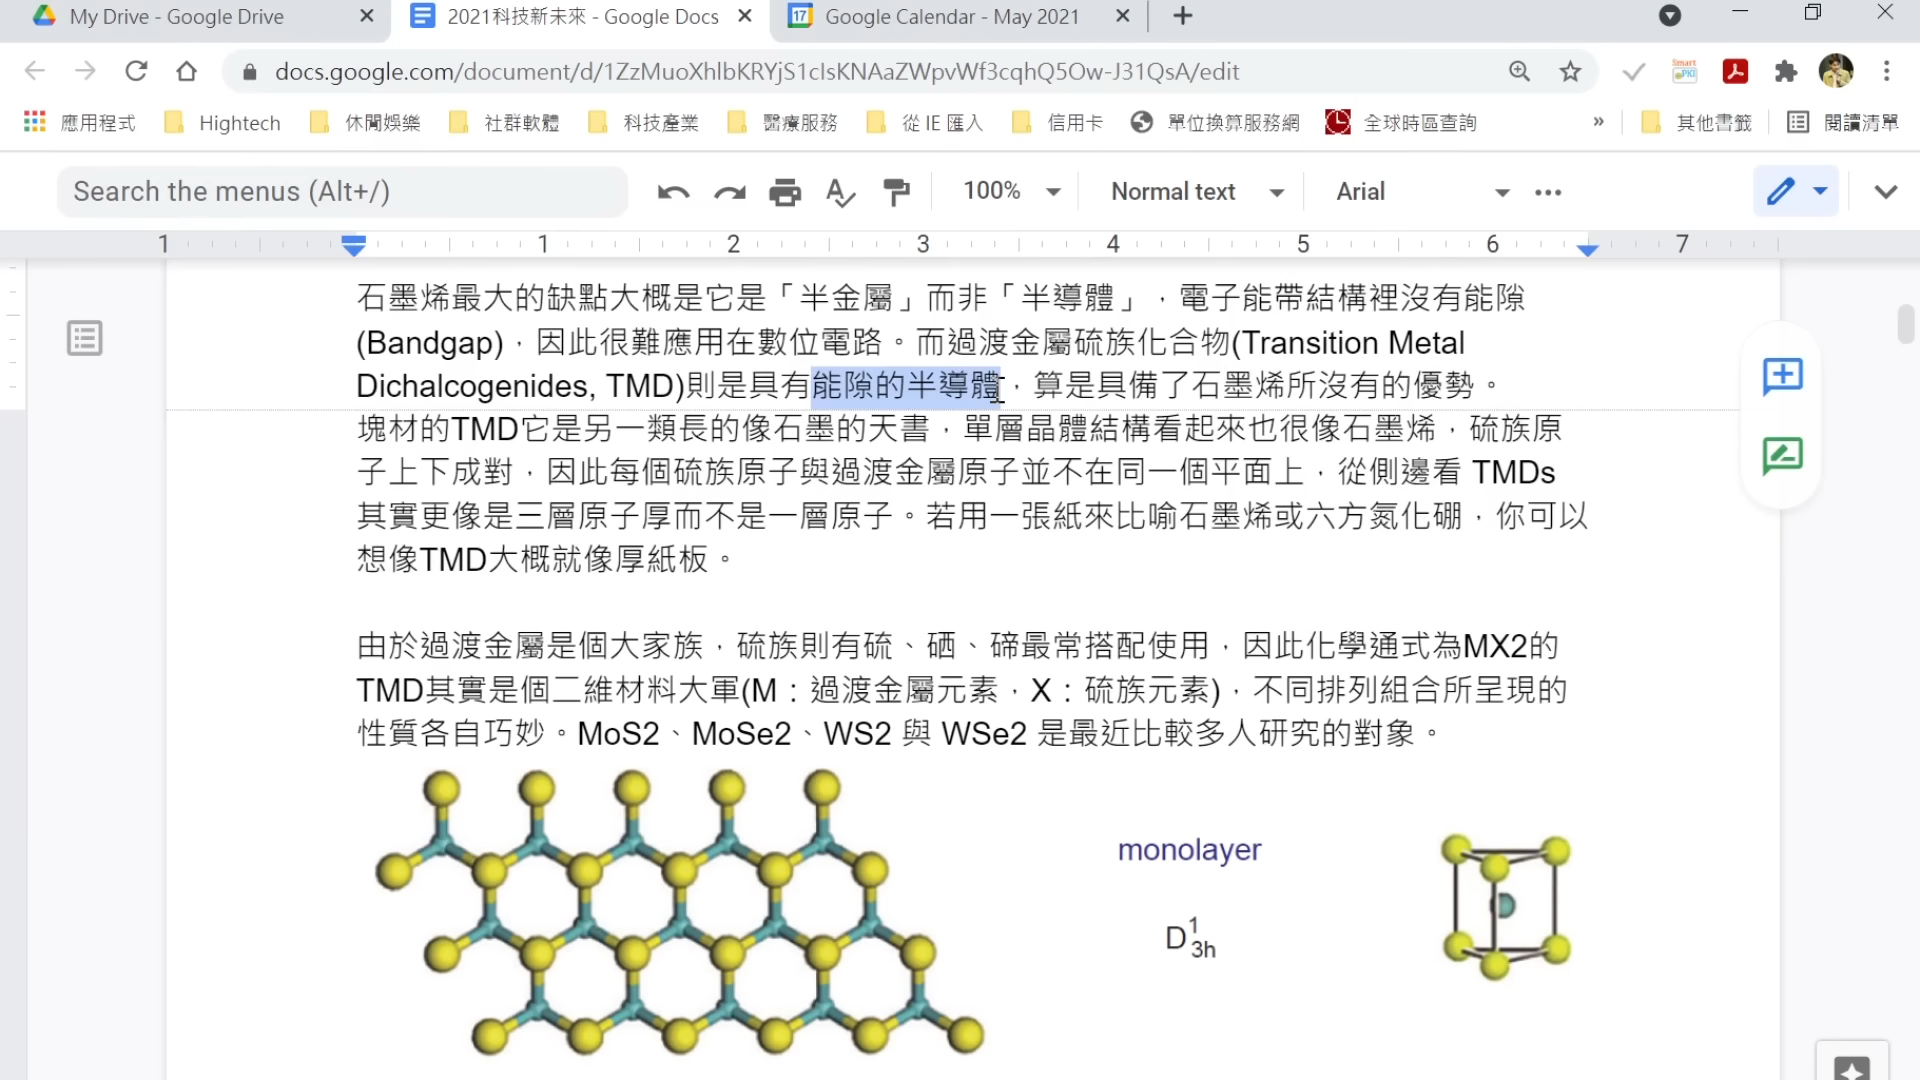 My Drive - Google Drive
2021科技新未來 - Google Docs
17
Google Calendar - May 2021
docs.google.com/document/d/1ZzMuoXhlbKRYjS1cIsKNAaZWpvWf3cqhQ5Ow-J31QsA/edit
Smart
PKI
應用程式
Hightech
休閒娛樂
社群軟體
科技產業
醫療服務
從 IE 匯入
信用卡
單位換算服務網
全球時區查詢
»
其他書籤
閱讀清單
Search the menus (Alt+/)
100%
Normal text
Arial
1 1 2 3 4 5 6 7
石墨烯最大的缺點大概是它是「半金屬」而非「半導體」，電子能帶結構裡沒有能隙
(Bandgap)，因此很難應用在數位電路。而過渡金屬硫族化合物(Transition Metal
Dichalcogenides, TMD)則是具有能隙的半導體，算是具備了石墨烯所沒有的優勢。
塊材的TMD它是另一類長的像石墨的天書，單層晶體結構看起來也很像石墨烯，硫族原
子上下成對，因此每個硫族原子與過渡金屬原子並不在同一個平面上，從側邊看 TMDs
其實更像是三層原子厚而不是一層原子。若用一張紙來比喻石墨烯或六方氮化硼，你可以
想像TMD大概就像厚紙板。
由於過渡金屬是個大家族，硫族則有硫、硒、碲最常搭配使用，因此化學通式為MX2的
TMD其實是個二維材料大軍(M：過渡金屬元素，X：硫族元素)，不同排列組合所呈現的
性質各自巧妙。MoS2、MoSe2、WS2 與 WSe2 是最近比較多人研究的對象。
monolayer
D13h